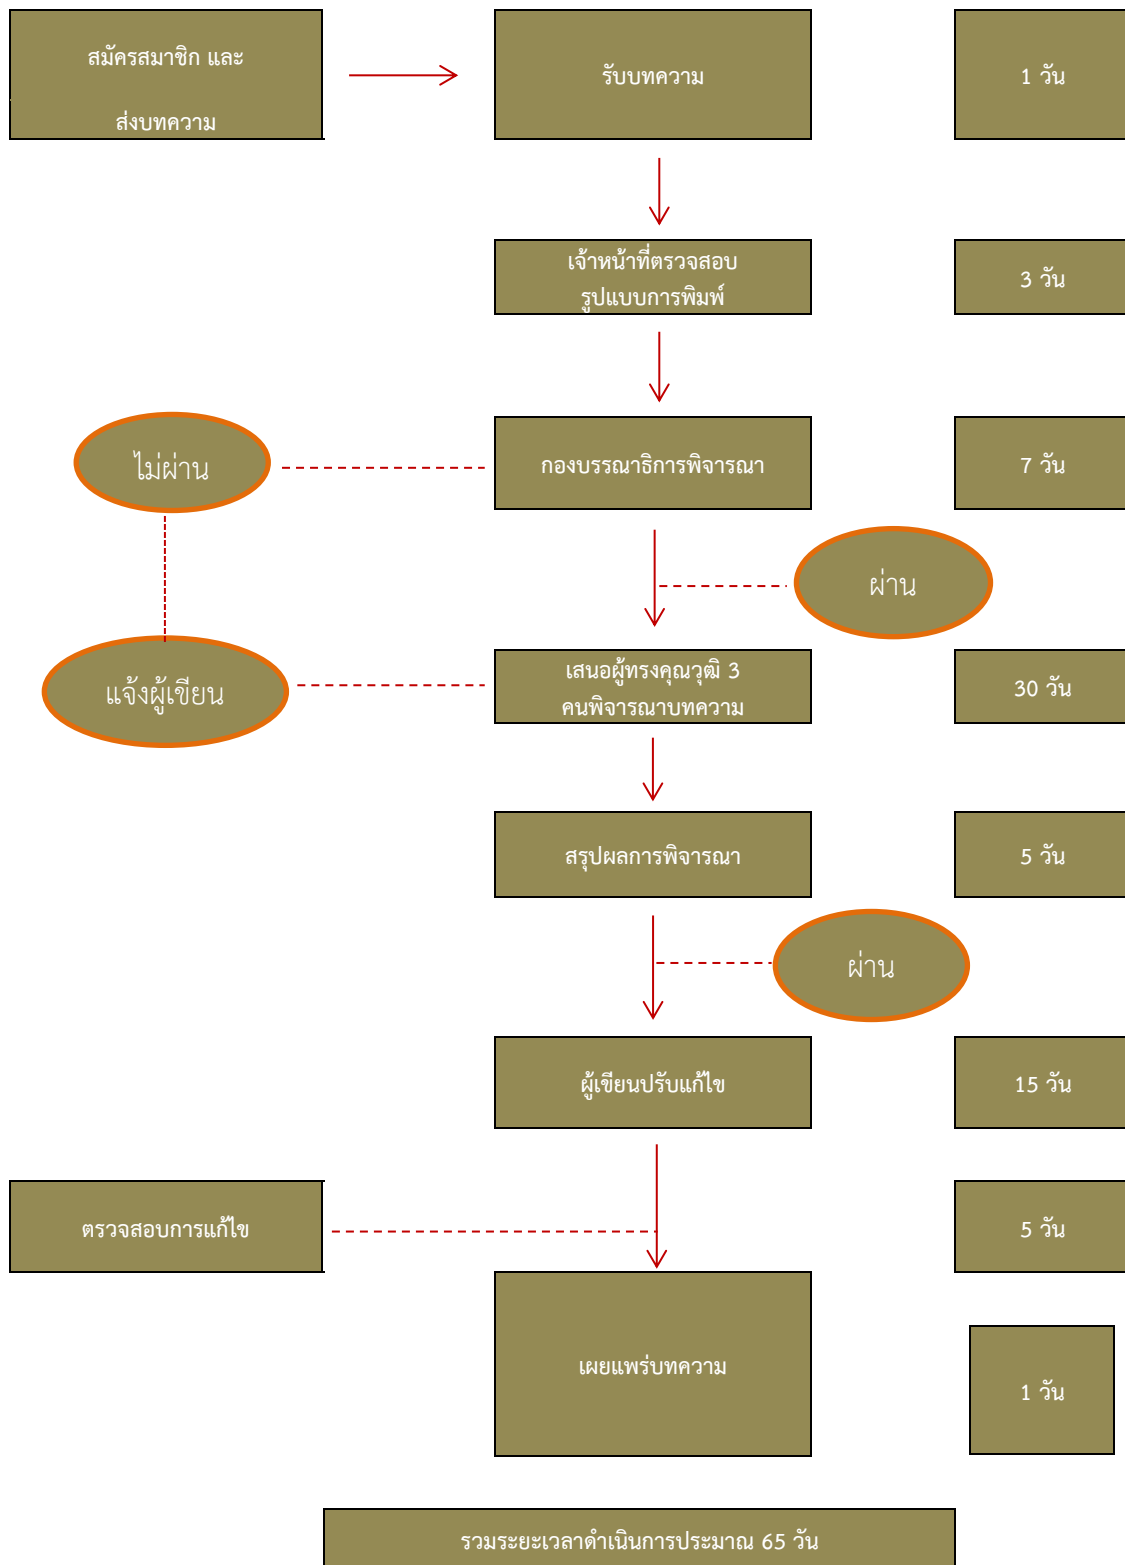 สมัครสมาชิก และ
ส่งบทความ
รับบทความ
1 วัน
เจ้าหน้าที่ตรวจสอบ
รูปแบบการพิมพ์
3 วัน
ไม่ผ่าน
กองบรรณาธิการพิจารณา
7 วัน
ผ่าน
แจ้งผู้เขียน
เสนอผู้ทรงคุณวุฒิ 3
คนพิจารณาบทความ
30 วัน
สรุปผลการพิจารณา
5 วัน
ผ่าน
ผู้เขียนปรับแก้ไข
15 วัน
ตรวจสอบการแก้ไข
5 วัน
เผยแพร่บทความ
1 วัน
รวมระยะเวลาดำเนินการประมาณ 65 วัน